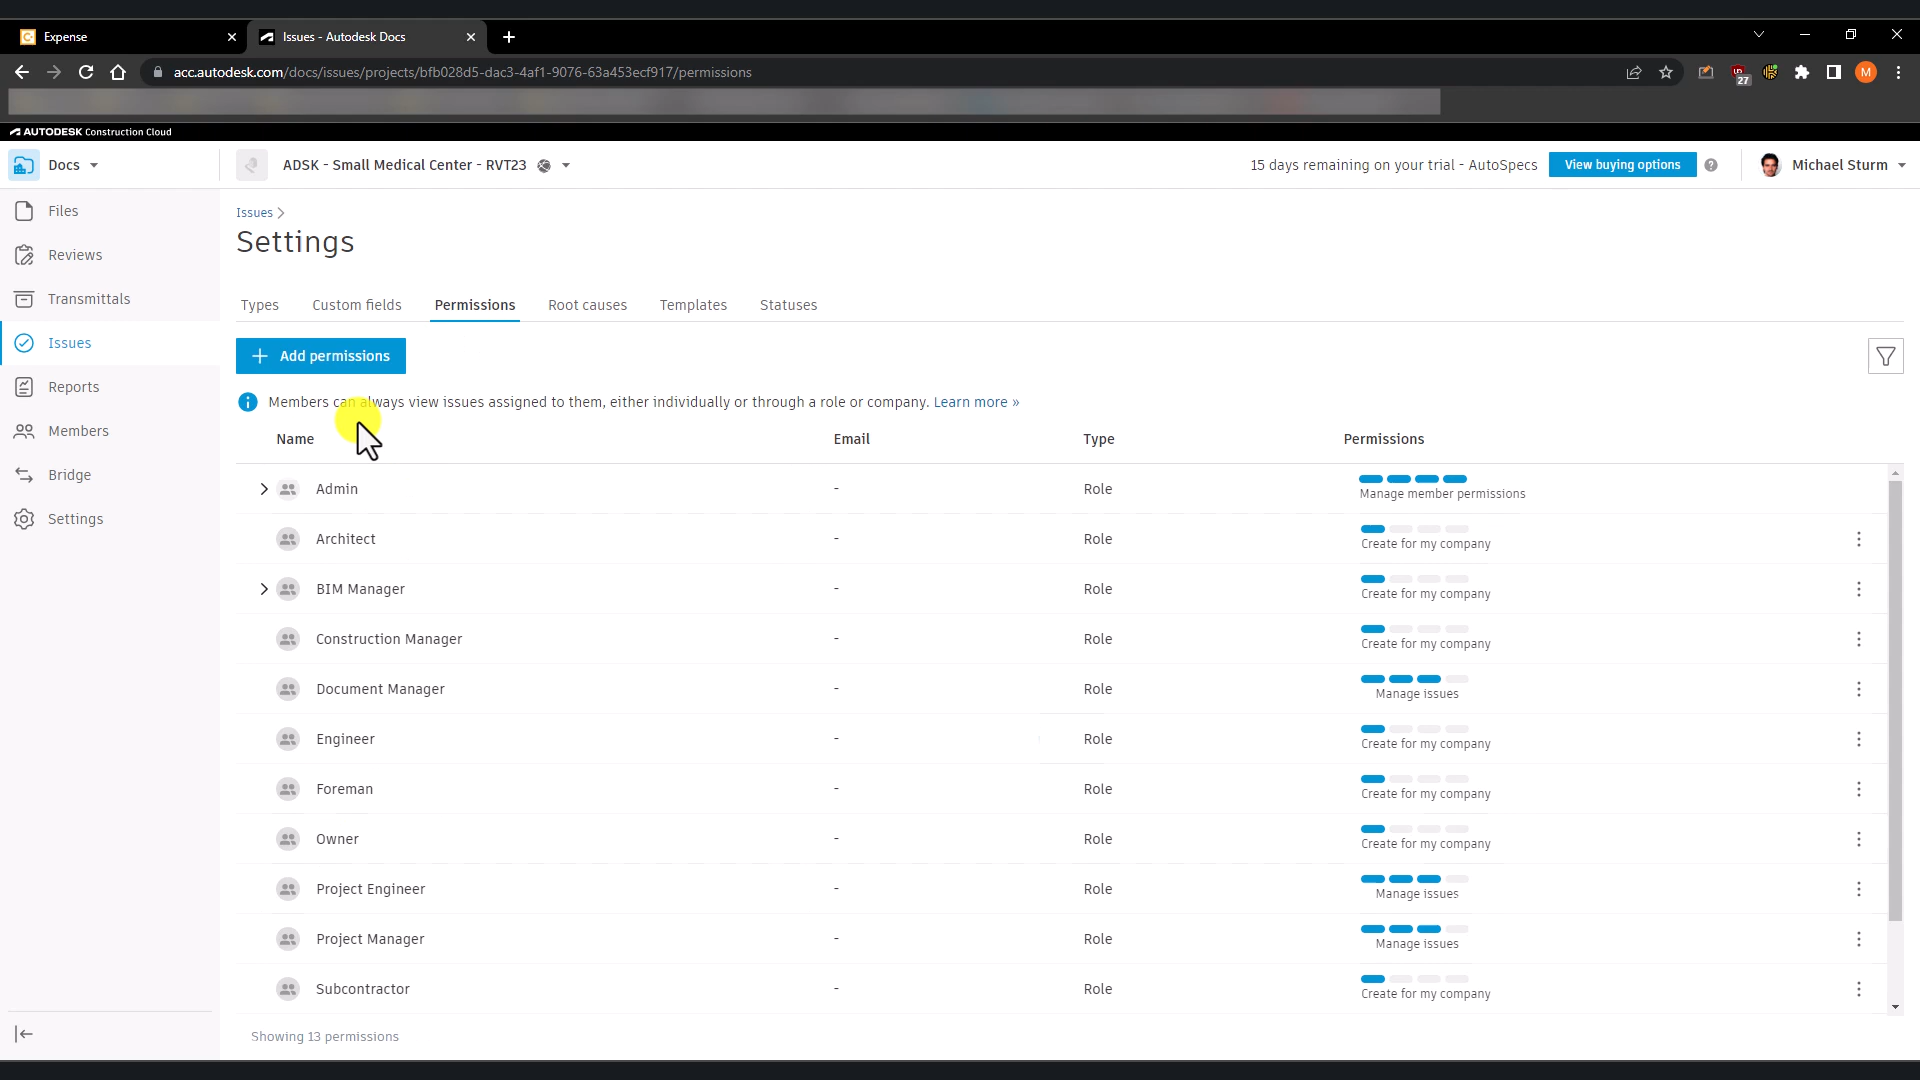 Expense
Issues - Autodesk Docs
acc.autodesk.com/docs/issues/projects/bfb028d5-dac3-4af1-9076-63a453ecf917/permissions
27
M
AUTODESK Construction Cloud
Docs
ADSK - Small Medical Center - RVT23
15 days remaining on your trial - AutoSpecs
View buying options
Michael Sturm
Files
Reviews
Transmittals
Issues
Reports
Members
Bridge
Settings
Issues
Settings
Types Custom fields Permissions Root causes Templates Statuses
Add permissions
Members can always view issues assigned to them, either individually or through a role or company. Learn more »
Name Email Type Permissions
Admin - Role Manage member permissions
Architect - Role Create for my company
BIM Manager - Role Create for my company
Construction Manager - Role Create for my company
Document Manager - Role Manage issues
Engineer - Role Create for my company
Foreman - Role Create for my company
Owner - Role Create for my company
Project Engineer - Role Manage issues
Project Manager - Role Manage issues
Subcontractor - Role Create for my company
Showing 13 permissions